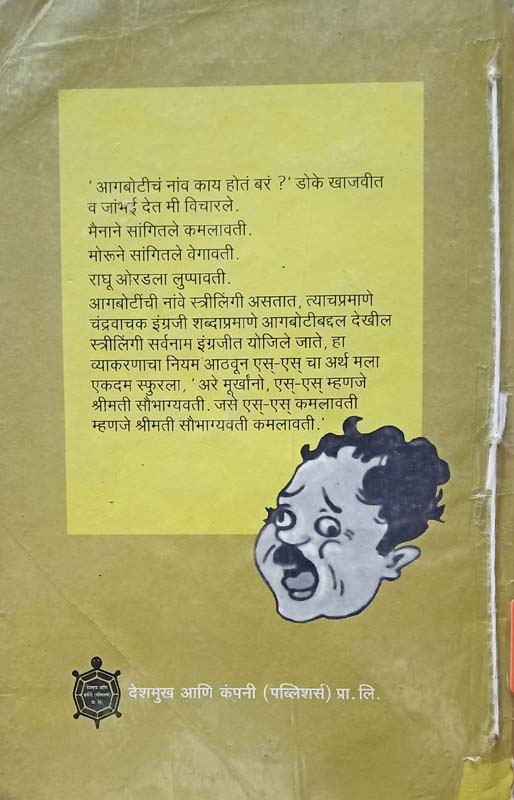 ' आगबोटीचं नांव काय होतं बरं ?' डोके खाजवीत
व जांभई देत मी विचारले.
मैनाने सांगितले कमलावती.
मोरूने सांगितले वेगावती.
राघू ओरडला लुप्पावती.
आगबोटींची नांवे स्त्रीलिंगी असतात, त्याचप्रमाणे
चंद्रवाचक इंग्रजी शब्दाप्रमाणे आगबोटीबद्दल देखील
स्त्रीलिंगी सर्वनाम इंग्रजीत योजिले जाते, हा
व्याकरणाचा नियम आठवून एस्-एस् चा अर्थ मला
एकदम स्फुरला, ' अरे मूर्खांनो, एस्-एस् म्हणजे
श्रीमती सौभाग्यवती. जसे एस्-एस् कमलावती
म्हणजे श्रीमती सौभाग्यवती कमलावती.'
देशमुख आणि कंपनी (पब्लिशर्स) प्रा. लि.